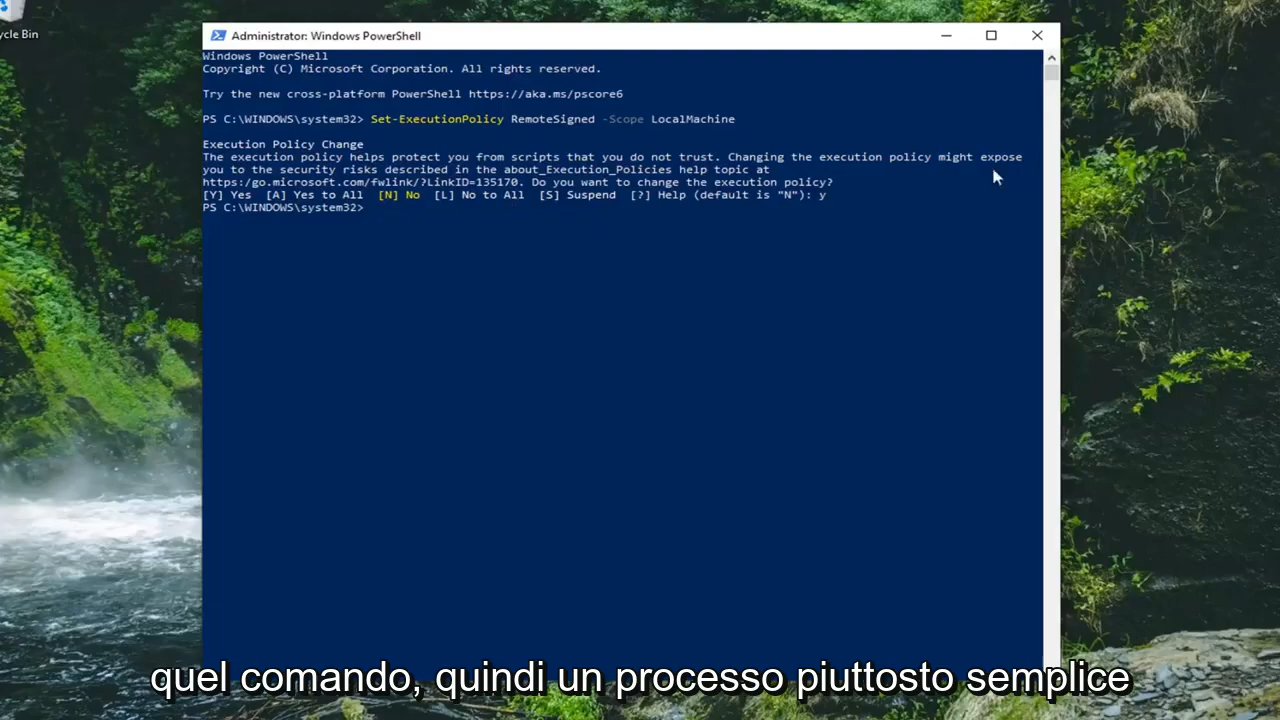 ycle Bin
Administrator: Windows PowerShell
Windows PowerShell
Copyright (C) Microsoft Corporation. All rights reserved.
Try the new cross-platform PowerShell https://aka.ms/pscore6
PS C:\WINDOWS\system32> Set-ExecutionPolicy RemoteSigned -Scope LocalMachine
Execution Policy Change
The execution policy helps protect you from scripts that you do not trust. Changing the execution policy might expose
you to the security risks described in the about_Execution_Policies help topic at
https:/go.microsoft.com/fwlink/?LinkID=135170. Do you want to change the execution policy?
[Y] Yes  [A] Yes to All  [N] No  [L] No to All  [S] Suspend  [?] Help (default is "N"): y
PS C:\WINDOWS\system32>
quel comando, quindi un processo piuttosto semplice